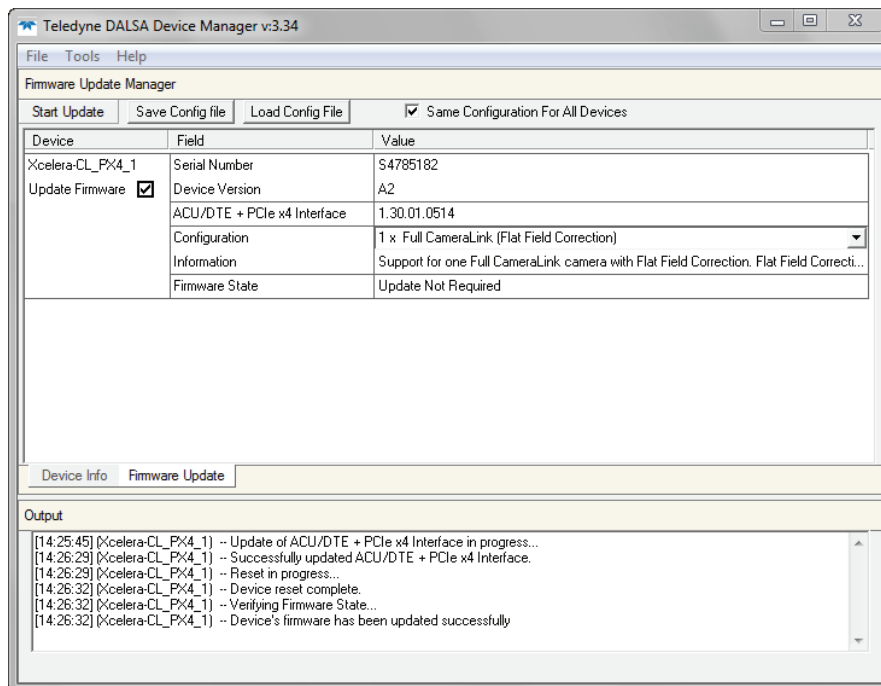 Teledyne DALSA Device Manager v:3.34
File Tools Help
Firmware Update Manager
Start Update Save Config file Load Config File Same Configuration For All Devices
Device Field Value
Xcelera-CL_PX4_1 Serial Number S4785182
Update Firmware Device Version A2
ACU/DTE + PCIe x4 Interface 1.30.01.0514
Configuration 1 x Full CameraLink (Flat Field Correction)
Information Support for one Full CameraLink camera with Flat Field Correction. Flat Field Correcti...
Firmware State Update Not Required
Device Info Firmware Update
Output
[14:25:45] (Xcelera-CL_PX4_1) -- Update of ACU/DTE + PCIe x4 Interface in progress...
[14:26:29] (Xcelera-CL_PX4_1) -- Successfully updated ACU/DTE + PCIe x4 Interface.
[14:26:29] (Xcelera-CL_PX4_1) -- Reset in progress...
[14:26:32] (Xcelera-CL_PX4_1) -- Device reset complete.
[14:26:32] (Xcelera-CL_PX4_1) -- Verifying Firmware State...
[14:26:32] (Xcelera-CL_PX4_1) -- Device's firmware has been updated successfully